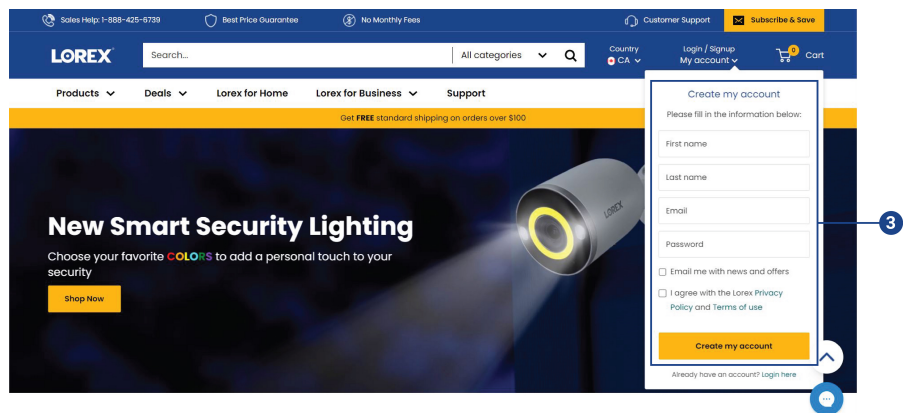 Sales Help: 1-888-425-6739 Best Price Guarantee No Monthly Fees Customer Support Subscribe & Save
LOREX Search... All categories Country CA Login / Signup My account 0 Cart
Products Deals Lorex for Home Lorex for Business Support
Get FREE standard shipping on orders over $100
New Smart Security Lighting
Choose your favorite COLORS to add a personal touch to your
security
Shop Now
LOREX
Create my account
Please fill in the information below:
First name
Last name
Email
Password
Email me with news and offers
I agree with the Lorex Privacy
Policy and Terms of use
Create my account
Already have an account? Login here
3